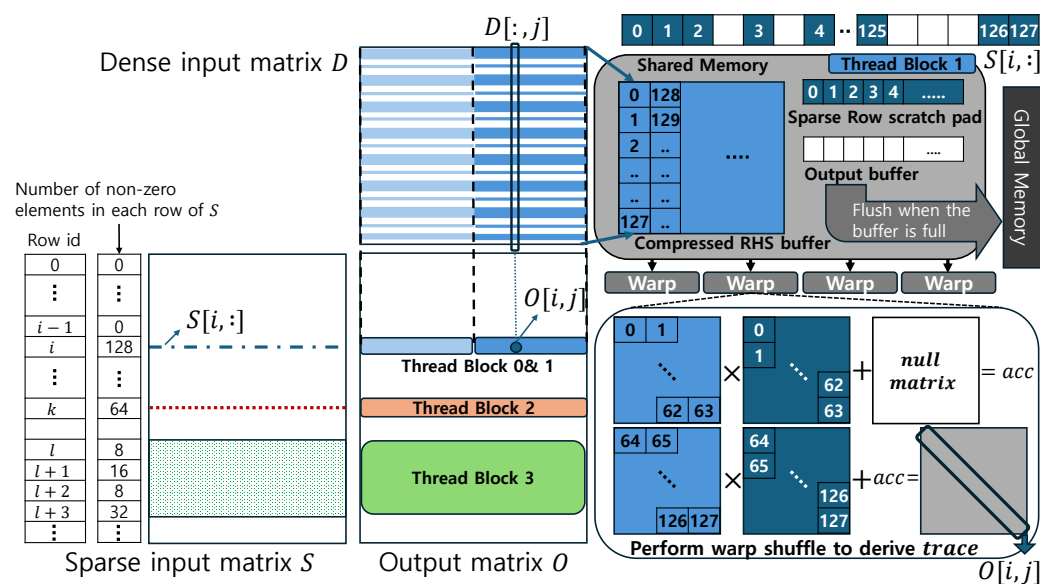 Dense input matrix D
D[:,j]
0 1 2 3 4 .. 125 126 127
S[i,:]
Shared Memory
Thread Block 1
0 128
1 129
2 ..
.. ..
.. ..
127 ..
....
0 1 2 3 4 .....
Sparse Row scratch pad
....
Output buffer
Flush when the
buffer is full
Compressed RHS buffer
Global Memory
Warp Warp Warp Warp
Number of non-zero
elements in each row of S
Row id
0 0
⋮ ⋮
i − 1 0
i 128
⋮ ⋮
k 64
l 8
l + 1 16
l + 2 8
l + 3 32
⋮ ⋮
S[i,:]
Sparse input matrix S
O[i,j]
Thread Block 0& 1
Thread Block 2
Thread Block 3
Output matrix O
0 1
⋱
62 63
×
0
1
⋱
62
63
+
null
matrix
= acc
64 65
⋱
126 127
×
64
65
⋱
126
127
+acc=
Perform warp shuffle to derive trace
O[i,j]